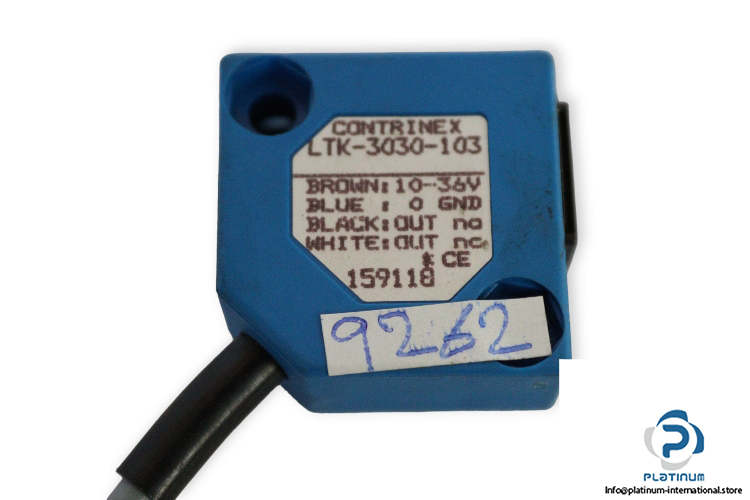 CONTRINEX
LTK-3030-103
BROWN: 10-36V
BLUE : 0 GND
BLACK: OUT no
WHITE: OUT nc
* CE
159118
9262
PLATINUM
Info@platinum-international.store